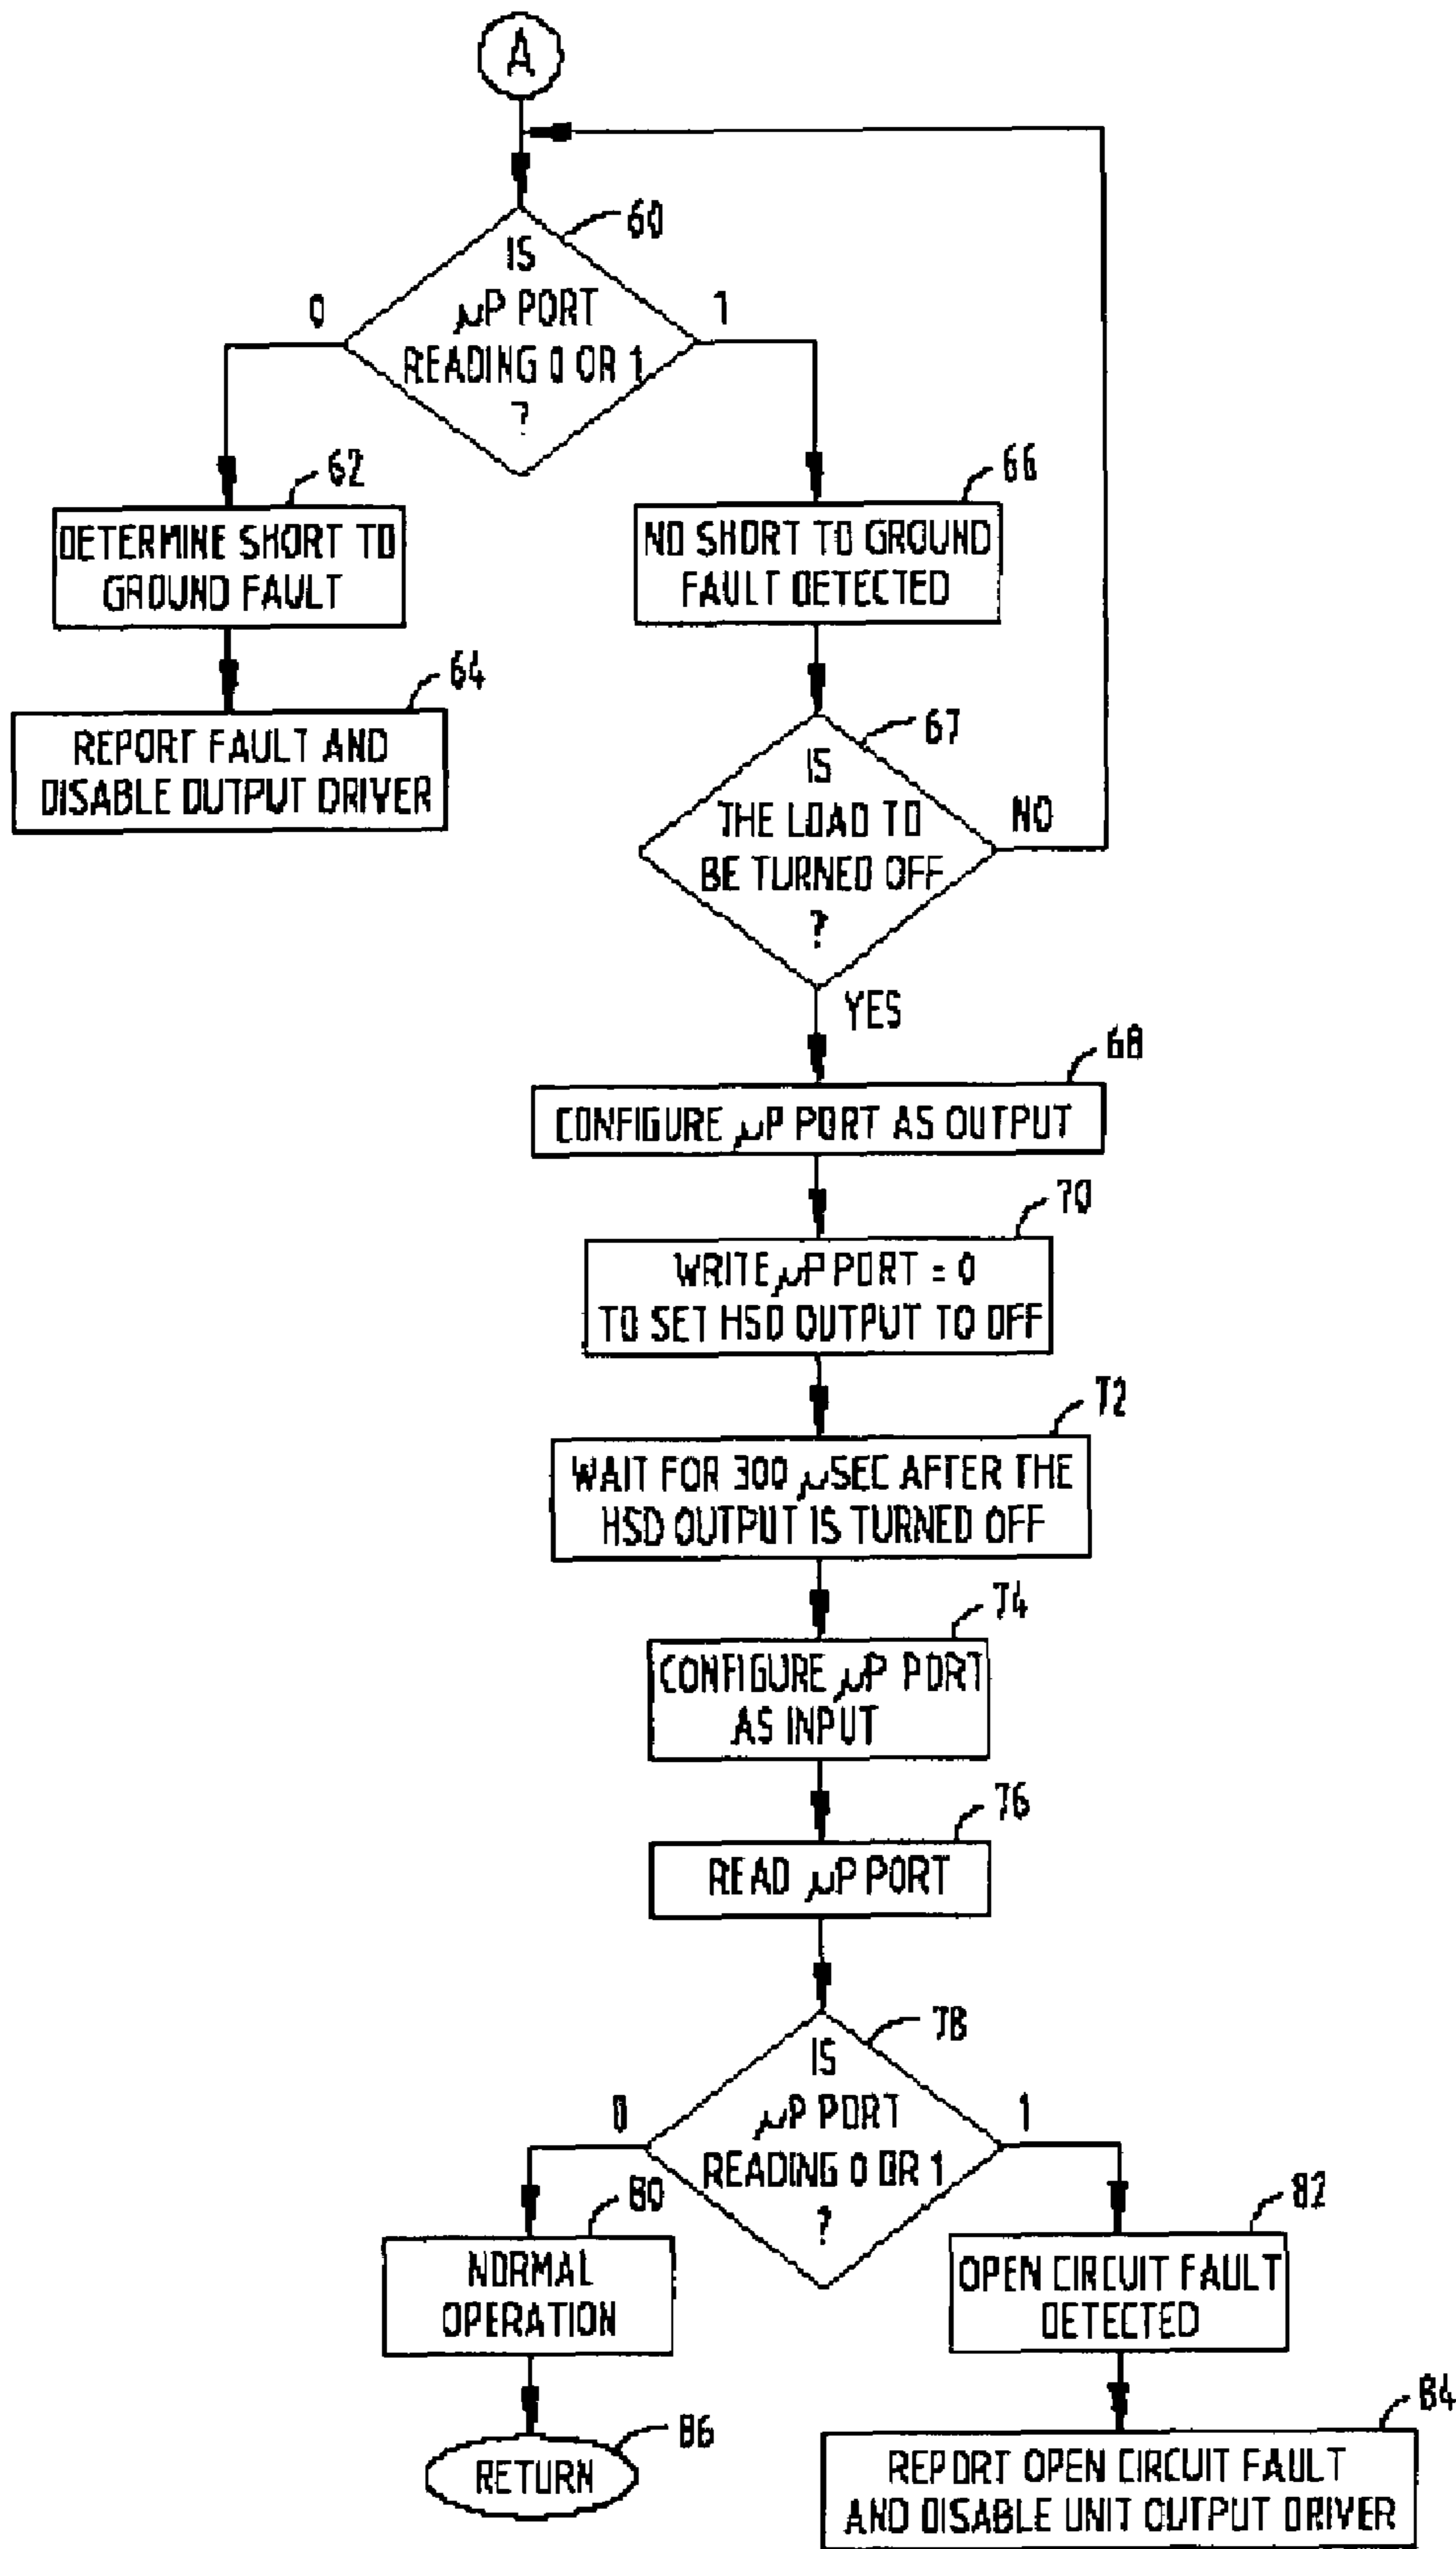 A
60
IS
μP PORT
READING 0 OR 1
?
0
1
62
DETERMINE SHORT TO
GROUND FAULT
66
NO SHORT TO GROUND
FAULT DETECTED
64
REPORT FAULT AND
DISABLE OUTPUT DRIVER
67
IS
THE LOAD TO
BE TURNED OFF
?
NO
YES
68
CONFIGURE μP PORT AS OUTPUT
70
WRITE μP PORT = 0
TO SET HSD OUTPUT TO OFF
72
WAIT FOR 300 μSEC AFTER THE
HSD OUTPUT IS TURNED OFF
74
CONFIGURE μP PORT
AS INPUT
76
READ μP PORT
78
IS
μP PORT
READING 0 OR 1
?
0
1
80
NORMAL
OPERATION
82
OPEN CIRCUIT FAULT
DETECTED
86
RETURN
84
REPORT OPEN CIRCUIT FAULT
AND DISABLE UNIT OUTPUT DRIVER